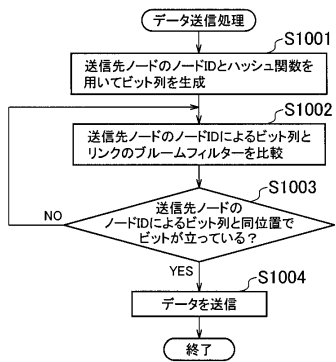 データ送信処理
S1001
送信先ノードのノードIDとハッシュ関数を
用いてビット列を生成
S1002
送信先ノードのノードIDによるビット列と
リンクのブルームフィルターを比較
S1003
送信先ノードの
ノードIDによるビット列と同位置で
ビットが立っている?
NO
YES
S1004
データを送信
終了